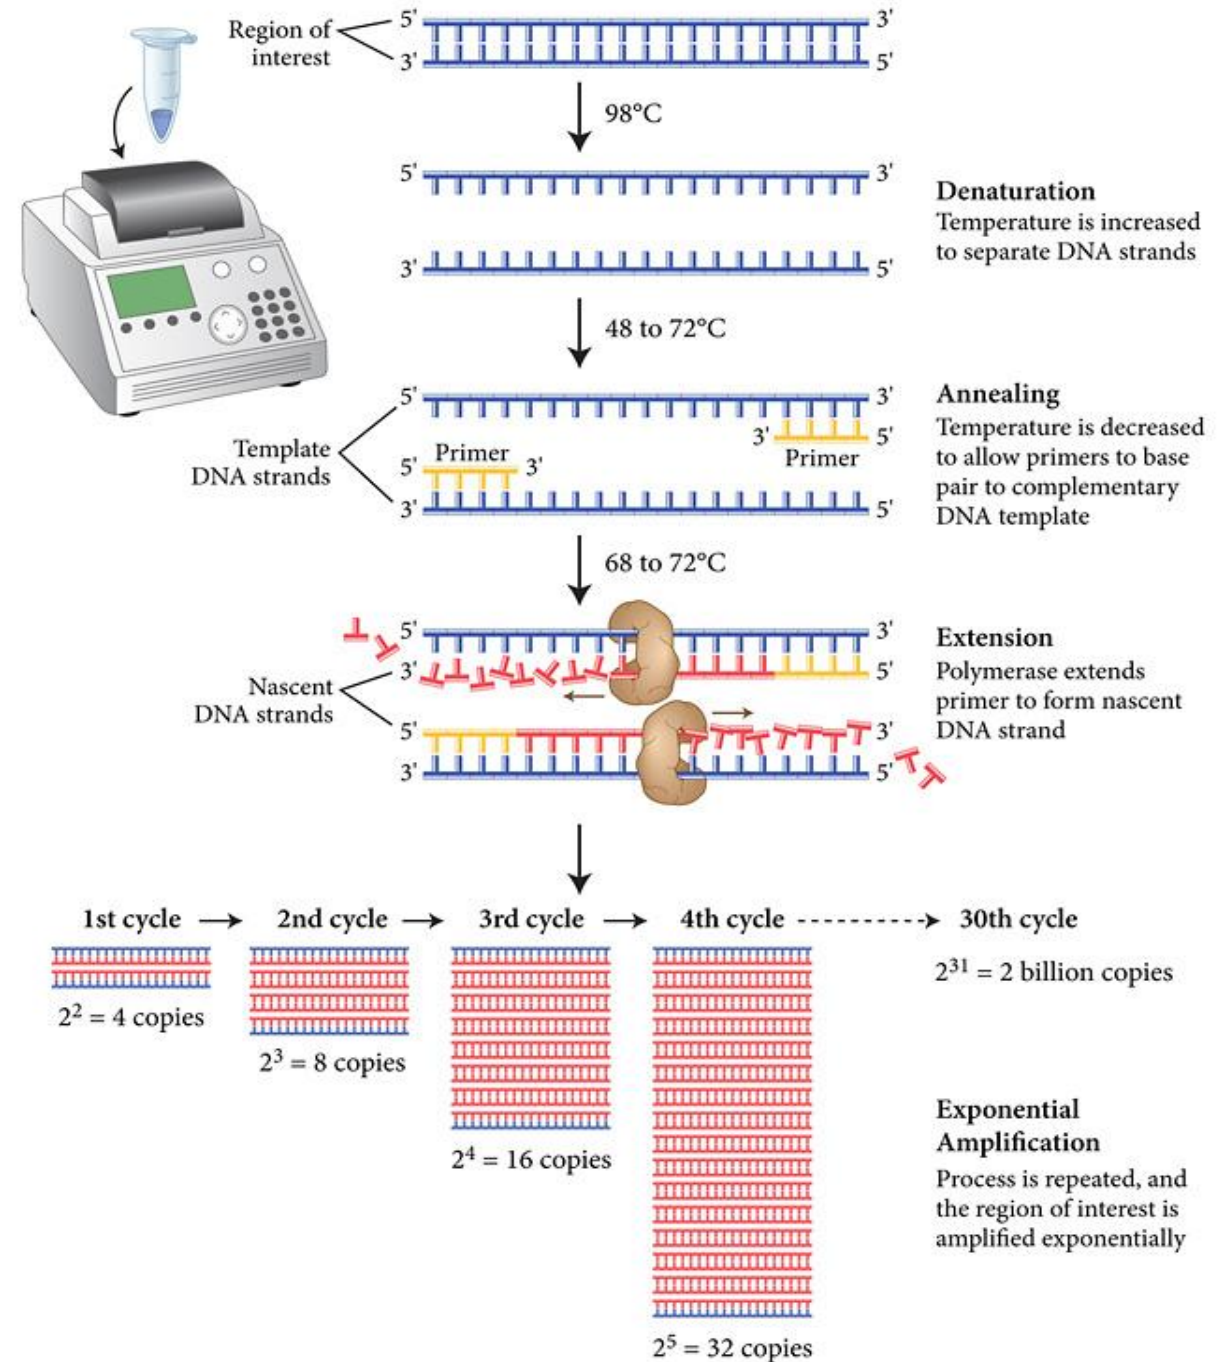 Region of
interest
5'
3'
3'
5'
98°C
5'
3'
3'
5'
Denaturation
Temperature is increased
to separate DNA strands
48 to 72°C
Template
DNA strands
5'
3'
3'
5'
Primer
5'
Primer
3'
3'
5'
Annealing
Temperature is decreased
to allow primers to base
pair to complementary
DNA template
68 to 72°C
Nascent
DNA strands
5'
3'
3'
5'
5'
3'
3'
5'
Extension
Polymerase extends
primer to form nascent
DNA strand
1st cycle
2nd cycle
3rd cycle
4th cycle
30th cycle
2² = 4 copies
2³ = 8 copies
2⁴ = 16 copies
2⁵ = 32 copies
2³¹ = 2 billion copies
Exponential
Amplification
Process is repeated, and
the region of interest is
amplified exponentially